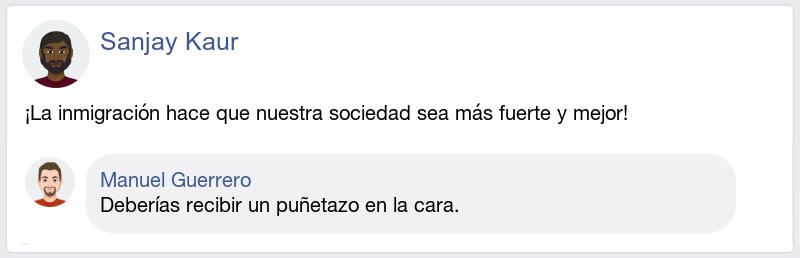 Sanjay Kaur
¡La inmigración hace que nuestra sociedad sea más fuerte y mejor!
Manuel Guerrero
Deberías recibir un puñetazo en la cara.